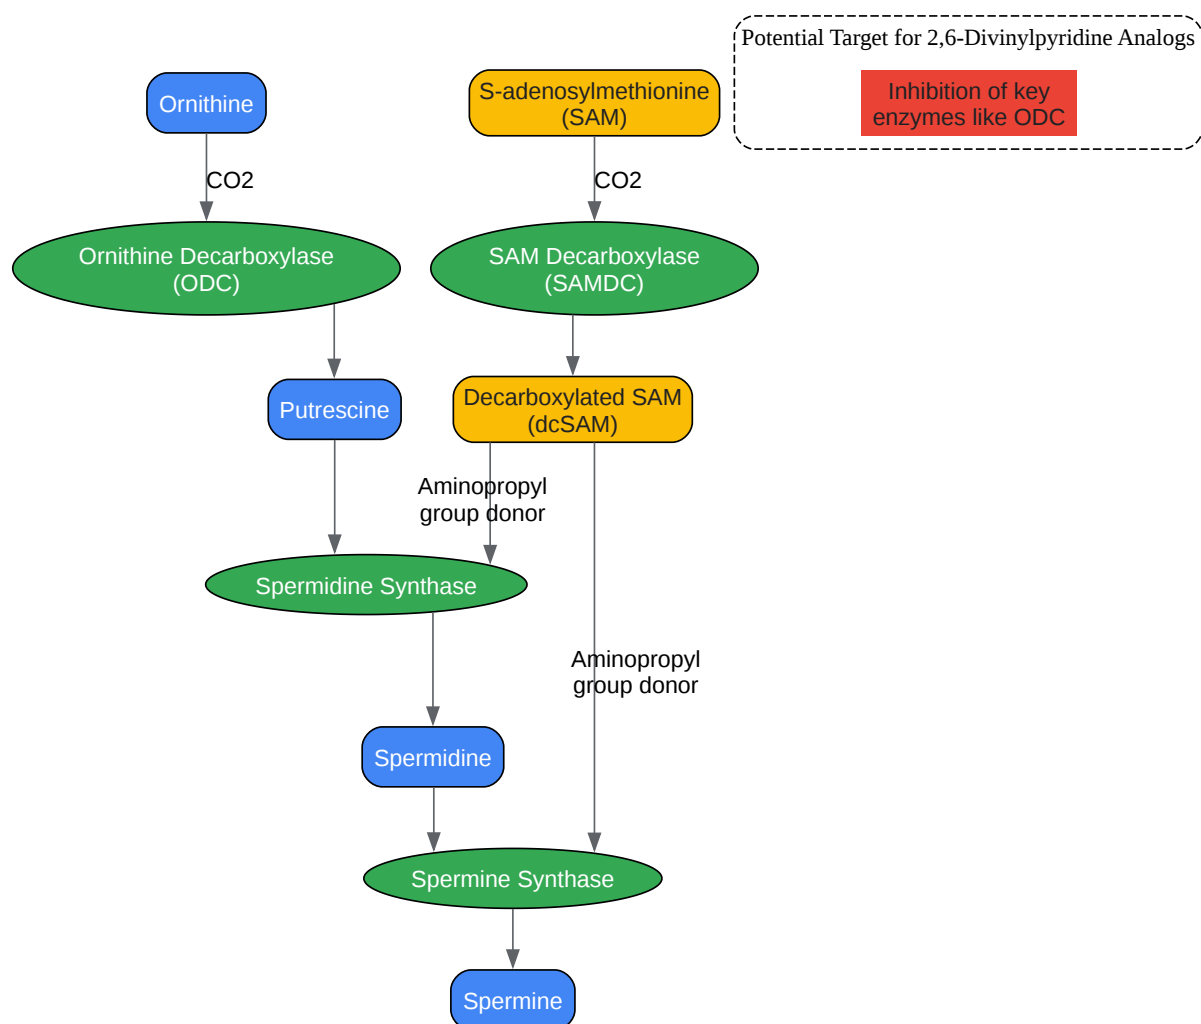 Potential Target for 2,6-Divinylpyridine Analogs
Ornithine
S-adenosylmethionine
(SAM)
Inhibition of key
enzymes like ODC
CO2
CO2
Ornithine Decarboxylase
(ODC)
SAM Decarboxylase
(SAMDC)
Putrescine
Decarboxylated SAM
(dcSAM)
Aminopropyl
group donor
Spermidine Synthase
Aminopropyl
group donor
Spermidine
Spermine Synthase
Spermine